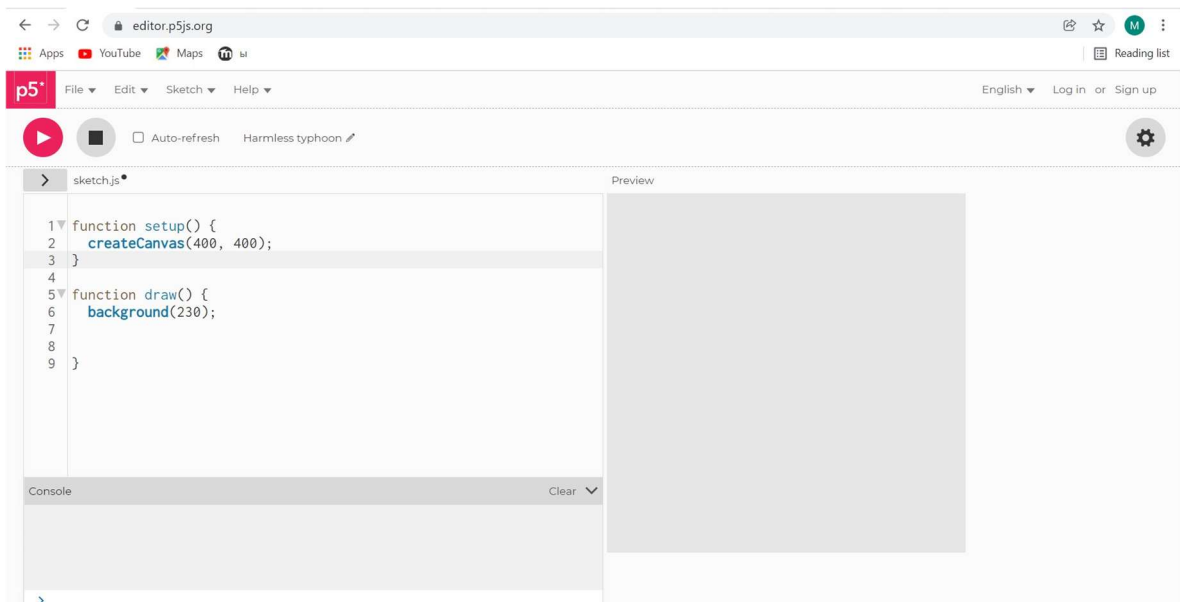 editor.p5js.org
M
Apps YouTube Maps m ы Reading list
p5* File Edit Sketch Help English Log in or Sign up
Auto-refresh Harmless typhoon
sketch.js Preview
1 function setup() {
2 createCanvas(400, 400);
3 }
4
5 function draw() {
6 background(230);
7
8
9 }
Console Clear